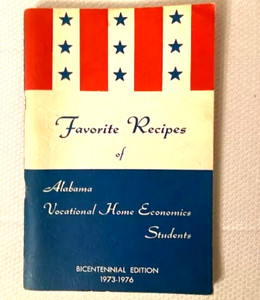 Favorite Recipes
of
Alabama
Vocational Home Economics
Students
BICENTENNIAL EDITION
1973-1976